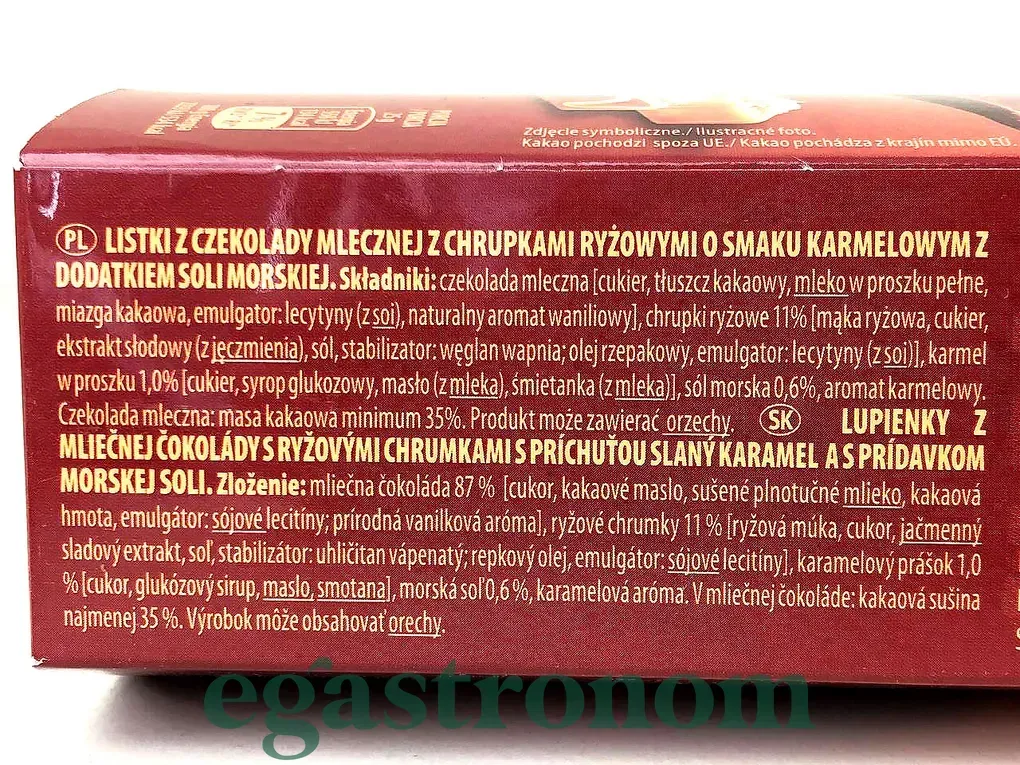 Zdjęcie symboliczne./ Ilustracné foto.
Kakao pochodzi spoza UE./ Kakao pochádza z krajín mimo EÚ.
PL LISTKI Z CZEKOLADY MLECZNEJ Z CHRUPKAMI RYŻOWYMI O SMAKU KARMELOWYM Z
DODATKIEM SOLI MORSKIEJ. Składniki: czekolada mleczna [cukier, tłuszcz kakaowy, mleko w proszku pełne,
miazga kakaowa, emulgator: lecytyny (z soi), naturalny aromat waniliowy], chrupki ryżowe 11% [mąka ryżowa, cukier,
ekstrakt słodowy (z jęczmienia), sól, stabilizator: węglan wapnia; olej rzepakowy, emulgator: lecytyny (z soi)], karmel
w proszku 1,0% [cukier, syrop glukozowy, masło (z mleka), śmietanka (z mleka)], sól morska 0,6%, aromat karmelowy.
Czekolada mleczna: masa kakaowa minimum 35%. Produkt może zawierać orzechy. SK LUPIENKY Z
MLIEČNEJ ČOKOLÁDY S RYŽOVÝMI CHRUMKAMI S PRÍCHUŤOU SLANÝ KARAMEL A S PRÍDAVKOM
MORSKEJ SOLI. Zloženie: mliečna čokoláda 87 % [cukor, kakaové maslo, sušené plnotučné mlieko, kakaová
hmota, emulgátor: sójové lecitíny; prírodná vanilková aróma], ryžové chrumky 11 % [ryžová múka, cukor, jačmenný
sladový extrakt, soľ, stabilizátor: uhličitan vápenatý; repkový olej, emulgátor: sójové lecitíny], karamelový prášok 1,0
% [cukor, glukózový sirup, maslo, smotana], morská soľ 0,6 %, karamelová aróma. V mliečnej čokoláde: kakaová sušina
najmenej 35 %. Výrobok môže obsahovať orechy.
egastronom